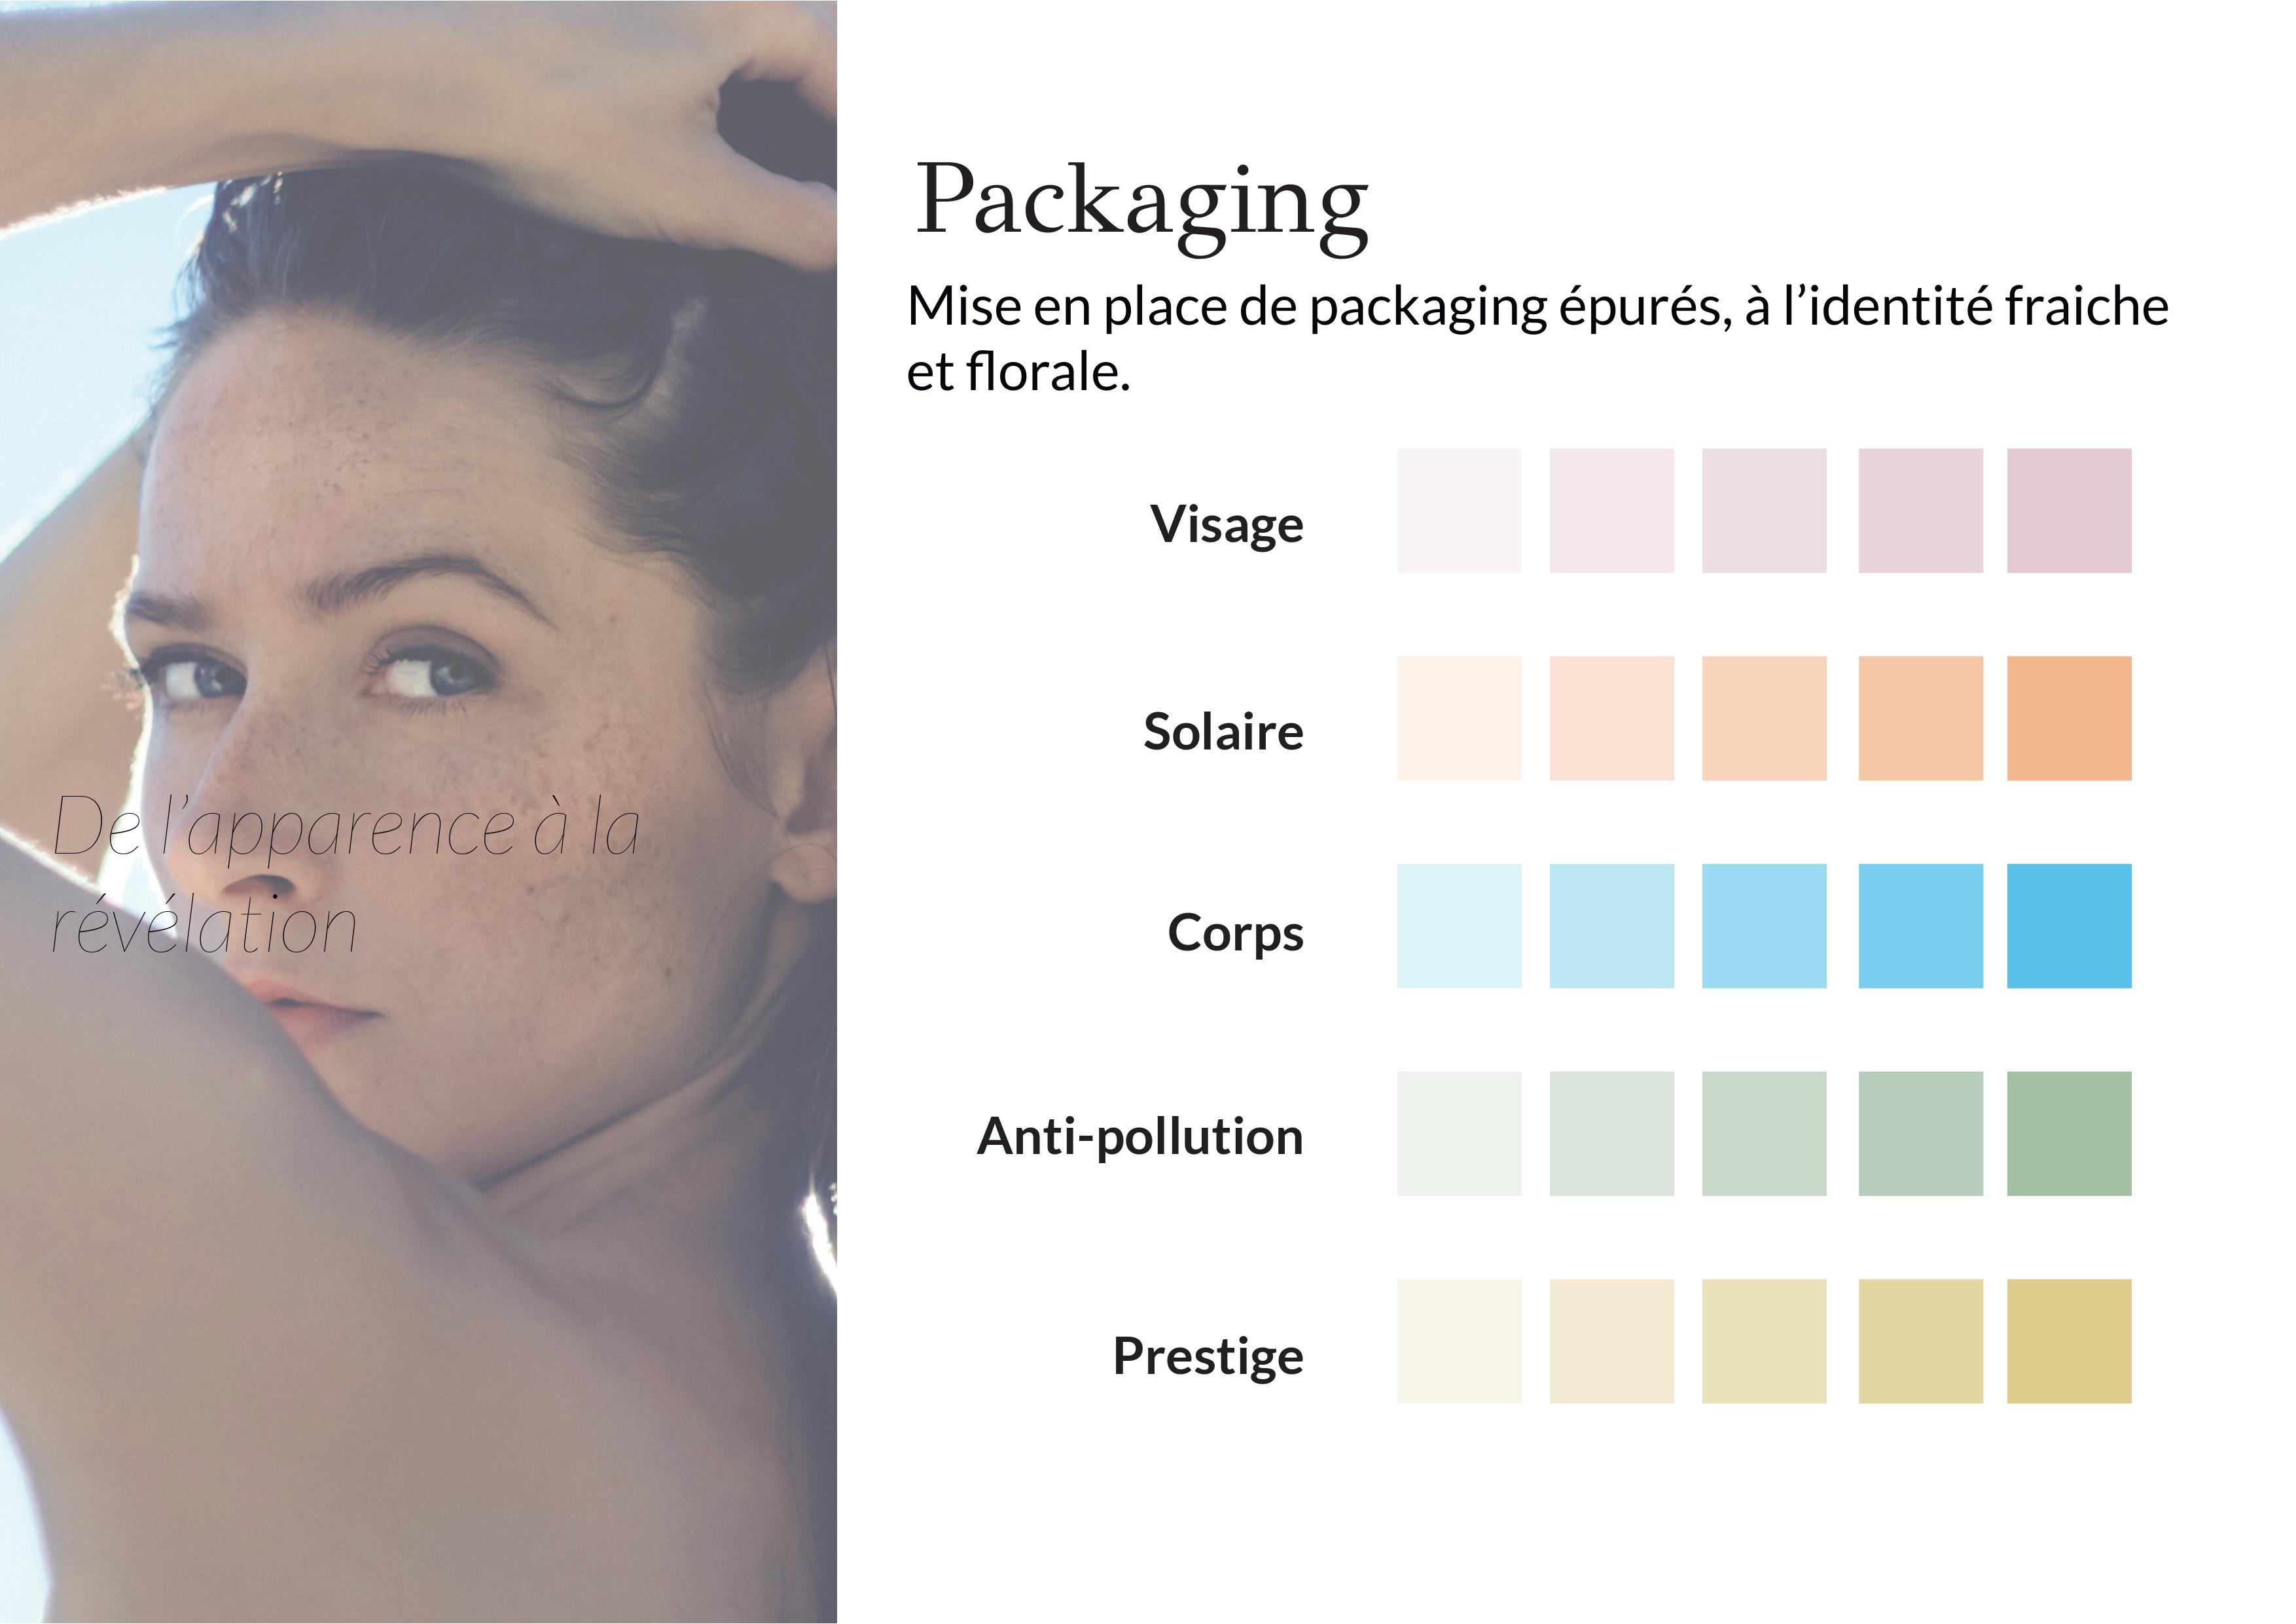 Packaging
Mise en place de packaging épurés, à l’identité fraiche
et florale.
Visage
Solaire
De l’apparence à la
révélation
Corps
Anti-pollution
Prestige